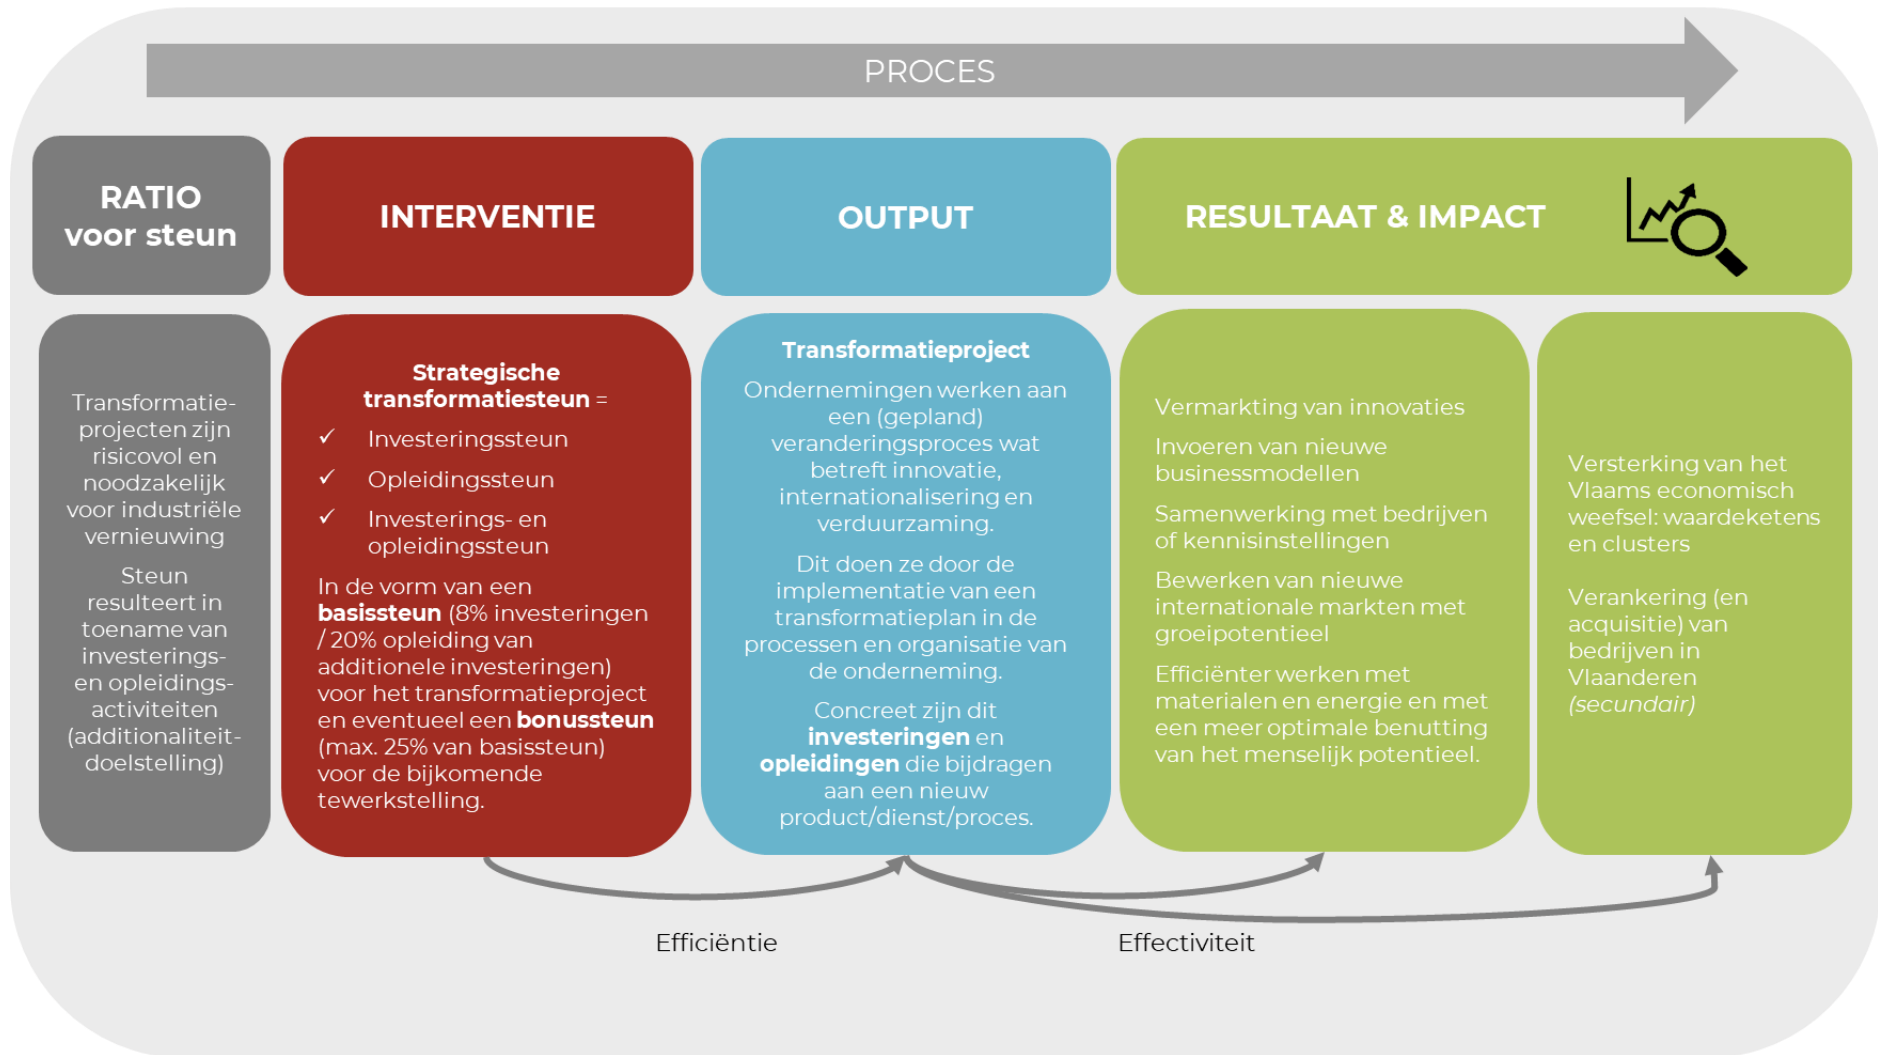 PROCES
RATIO
voor steun
INTERVENTIE
OUTPUT
RESULTAAT & IMPACT
Transformatie-
projecten zijn
risicovol en
noodzakelijk
voor industriële
vernieuwing
Steun
resulteert in
toename van
investerings-
en opleidings-
activiteiten
(additionaliteit-
doelstelling)
Strategische
transformatiesteun =
✓ Investeringssteun
✓ Opleidingssteun
✓ Investerings- en
opleidingssteun
In de vorm van een
basissteun (8% investeringen
/ 20% opleiding van
additionele investeringen)
voor het transformatieproject
en eventueel een bonussteun
(max. 25% van basissteun)
voor de bijkomende
tewerkstelling.
Transformatieproject
Ondernemingen werken aan
een (gepland)
veranderingsproces wat
betreft innovatie,
internationalisering en
verduurzaming.
Dit doen ze door de
implementatie van een
transformatieplan in de
processen en organisatie van
de onderneming.
Concreet zijn dit
investeringen en
opleidingen die bijdragen
aan een nieuw
product/dienst/proces.
Vermarkting van innovaties
Invoeren van nieuwe
businessmodellen
Samenwerking met bedrijven
of kennisinstellingen
Bewerken van nieuwe
internationale markten met
groeipotentieel
Efficiënter werken met
materialen en energie en met
een meer optimale benutting
van het menselijk potentieel.
Versterking van het
Vlaams economisch
weefsel: waardeketens
en clusters
Verankering (en
acquisitie) van
bedrijven in
Vlaanderen
(secundair)
Efficiëntie
Effectiviteit